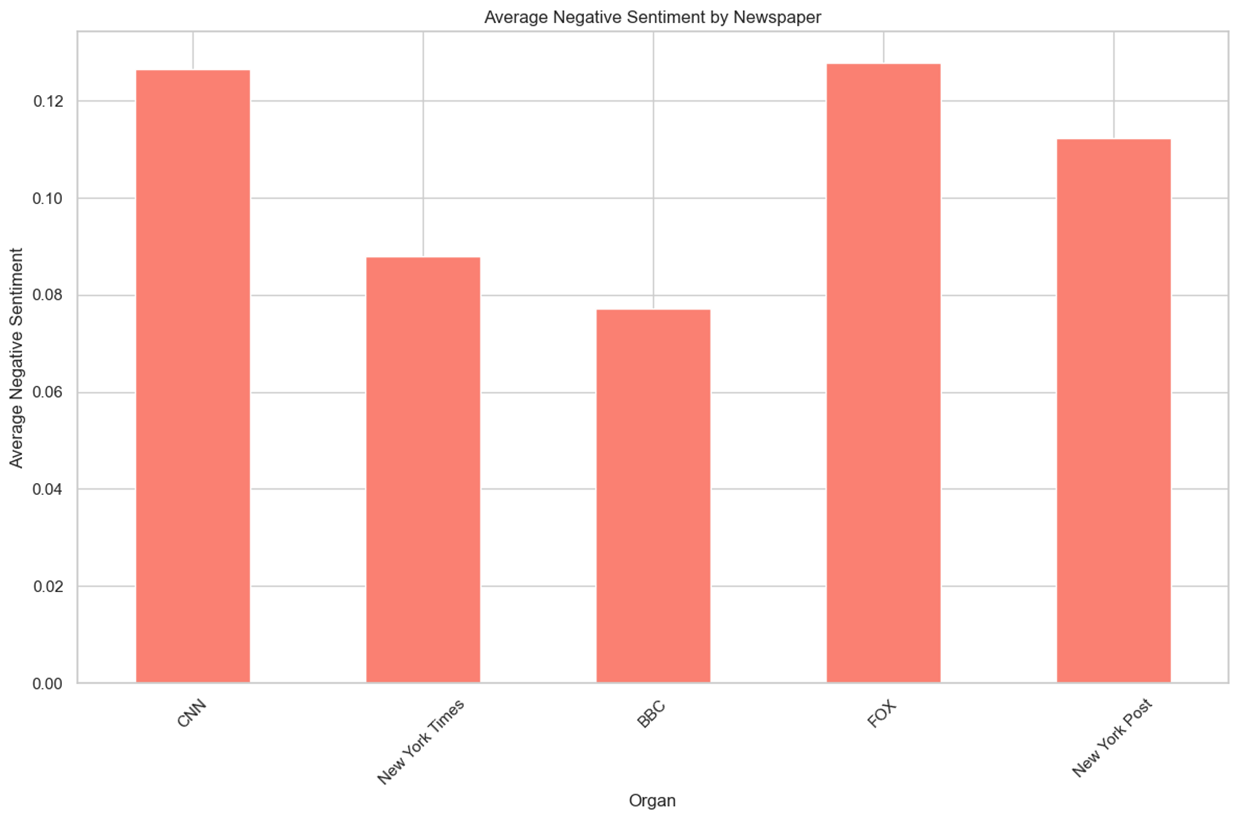 Average Negative Sentiment by Newspaper
Average Negative Sentiment
0.12
0.10
0.08
0.06
0.04
0.02
0.00
CNN
New York Times
BBC
FOX
New York Post
Organ